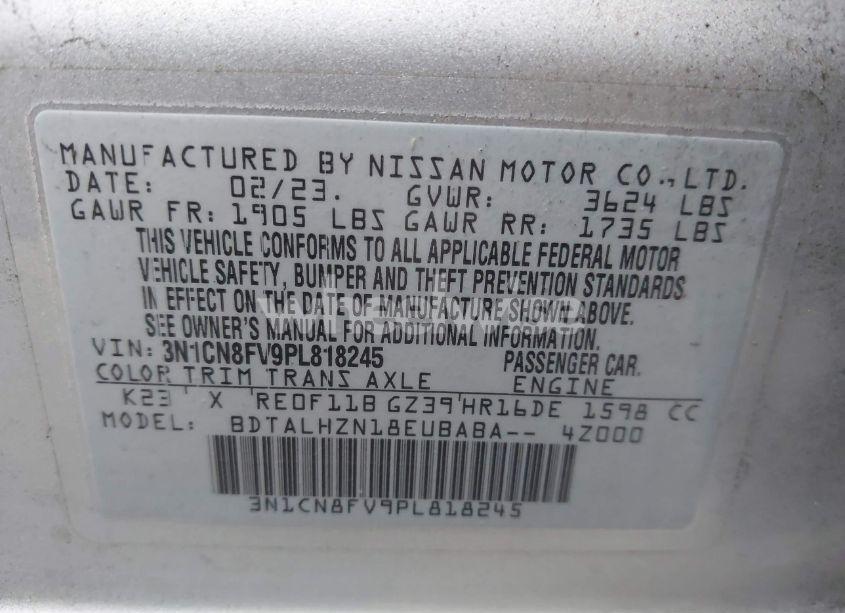 MANUFACTURED BY NISSAN MOTOR CO., LTD.
DATE: 02/23. GVWR: 3624 LBS
GAWR FR: 1905 LBS GAWR RR: 1735 LBS
THIS VEHICLE CONFORMS TO ALL APPLICABLE FEDERAL MOTOR
VEHICLE SAFETY, BUMPER AND THEFT PREVENTION STANDARDS
IN EFFECT ON THE DATE OF MANUFACTURE SHOWN ABOVE.
SEE OWNER'S MANUAL FOR ADDITIONAL INFORMATION.
VIN: 3N1CN8FV9PL818245 PASSENGER CAR.
COLOR TRIM TRANS AXLE ENGINE
K23 X RE0F11B GZ39 HR16DE 1598 CC
MODEL: BDTALHZN18EUBABA-- 4Z000
3N1CN8FV9PL818245